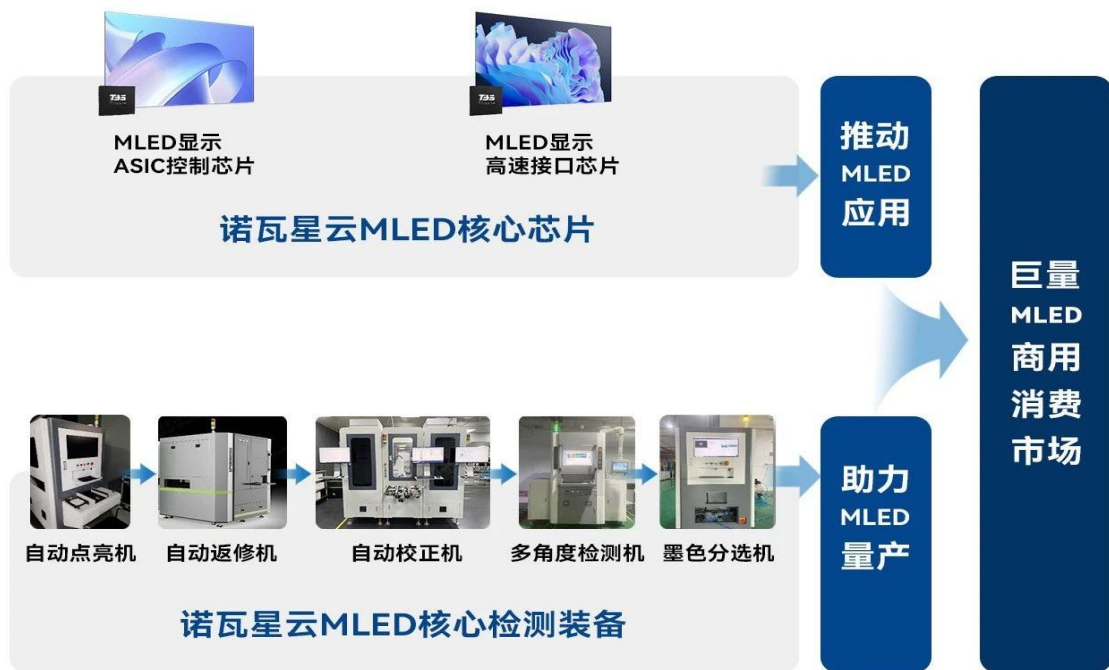 MLED显示
ASIC控制芯片
MLED显示
高速接口芯片
诺瓦星云MLED核心芯片
推动
MLED
应用
自动点亮机
自动返修机
自动校正机
多角度检测机
墨色分选机
诺瓦星云MLED核心检测装备
助力
MLED
量产
巨量
MLED
商用
消费
市场